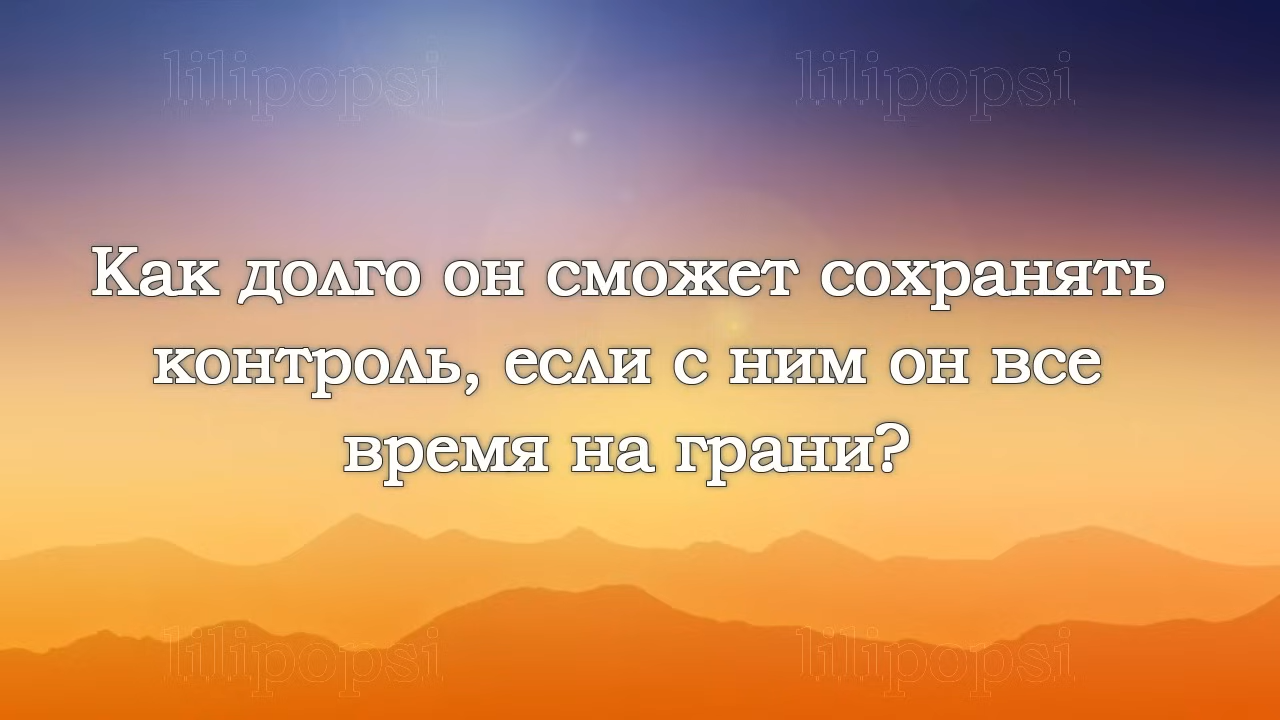 lilipopsi lilipopsi
Как долго он сможет сохранять
контроль, если с ним он все
время на грани?
lilipopsi lilipopsi